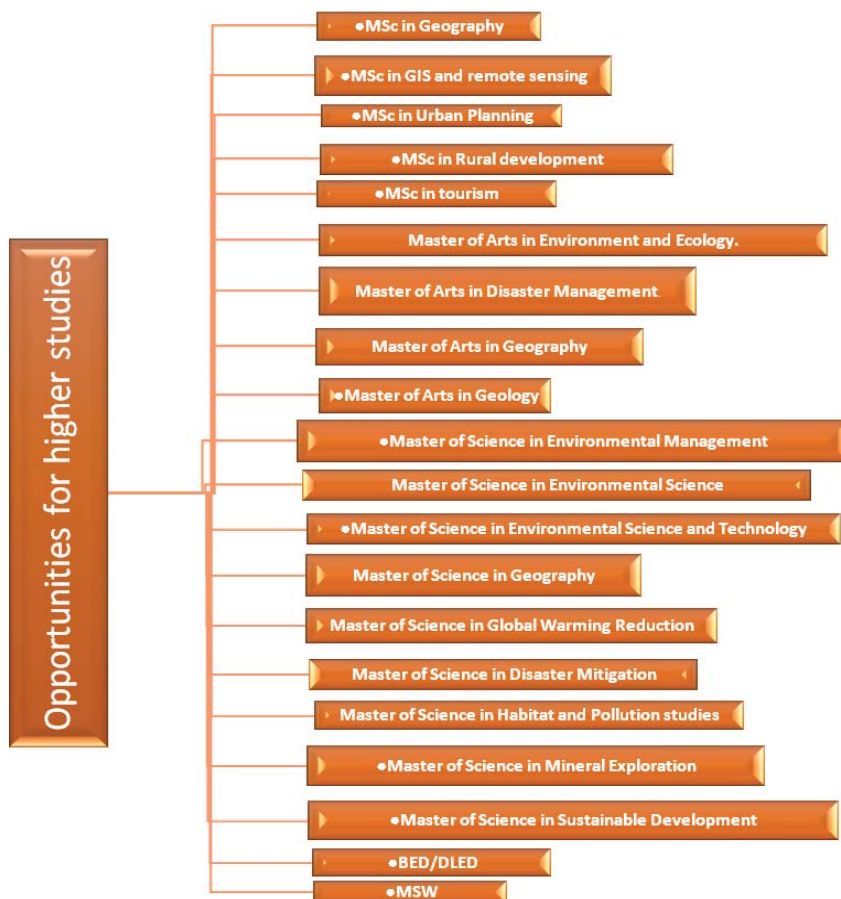 Opportunities for higher studies
•MSc in Geography
•MSc in GIS and remote sensing
•MSc in Urban Planning
•MSc in Rural development
•MSc in tourism
Master of Arts in Environment and Ecology.
Master of Arts in Disaster Management.
Master of Arts in Geography
•Master of Arts in Geology
•Master of Science in Environmental Management
Master of Science in Environmental Science
•Master of Science in Environmental Science and Technology
Master of Science in Geography
Master of Science in Global Warming Reduction
Master of Science in Disaster Mitigation
Master of Science in Habitat and Pollution studies
•Master of Science in Mineral Exploration
•Master of Science in Sustainable Development
•BED/DLED
•MSW